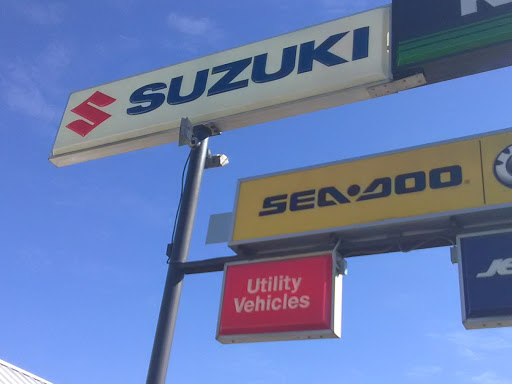 SUZUKI
SEA-DOO
Utility
Vehicles